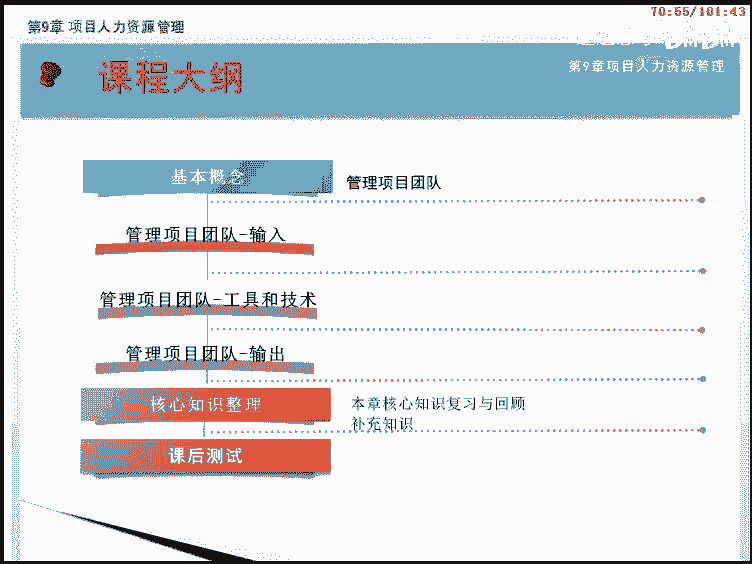 70:55/101:43
第9章 项目人力资源管理
课程大纲
第9章项目人力资源管理
基本概念
管理项目团队
管理项目团队-输入
管理项目团队-工具和技术
管理项目团队-输出
核心知识整理
本章核心知识复习与回顾
补充知识
课后测试